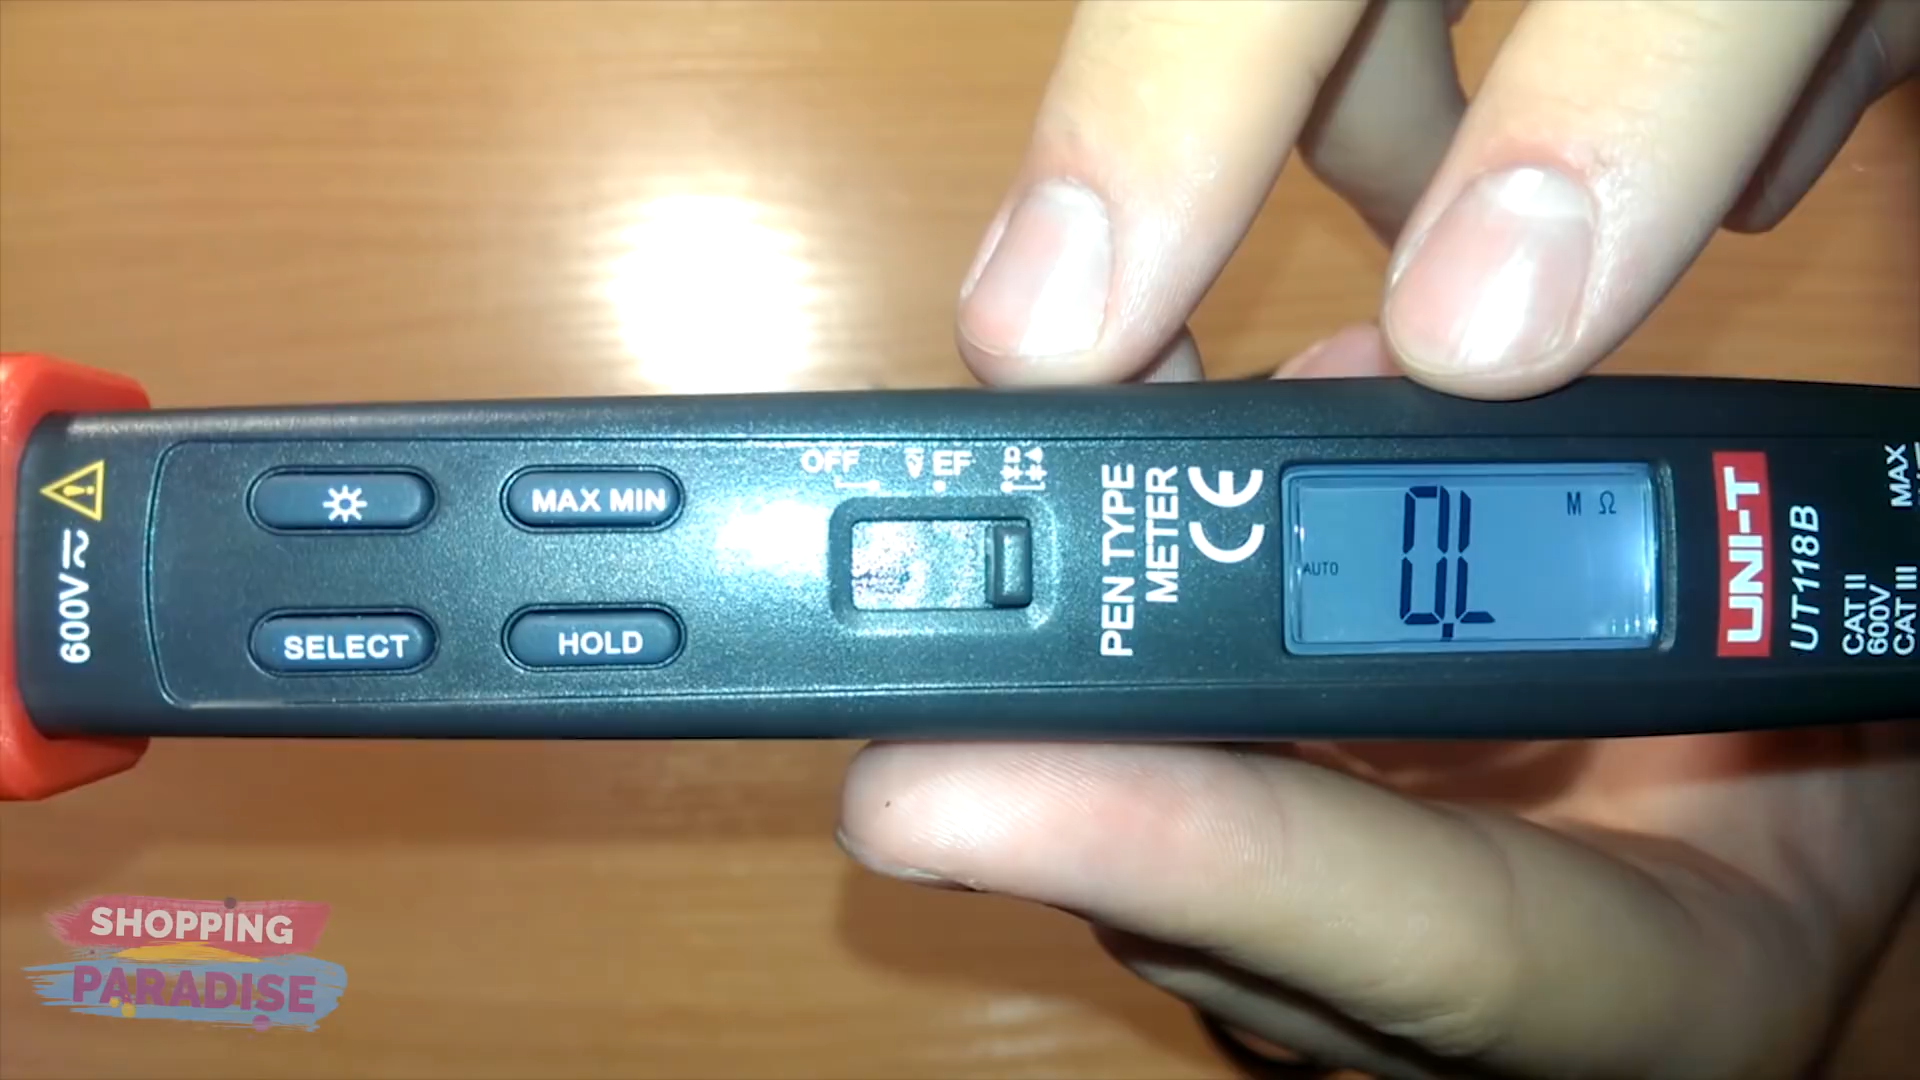 600V
SELECT
MAX MIN
HOLD
OFF
EF
PEN TYPE
METER
CE
AUTO
0.L
M Ω
UNI-T
UT118B
CAT II
600V
CAT III
MAX
SHOPPING
PARADISE